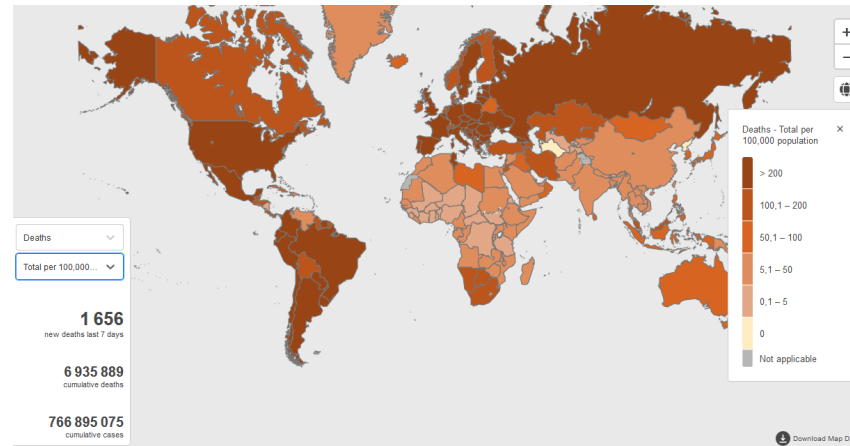 +
−
Deaths - Total per
100,000 population
×
> 200
100,1 – 200
50,1 – 100
5,1 – 50
0,1 – 5
0
Not applicable
Deaths
Total per 100,000...
1 656
new deaths last 7 days
6 935 889
cumulative deaths
766 895 075
cumulative cases
Download Map D